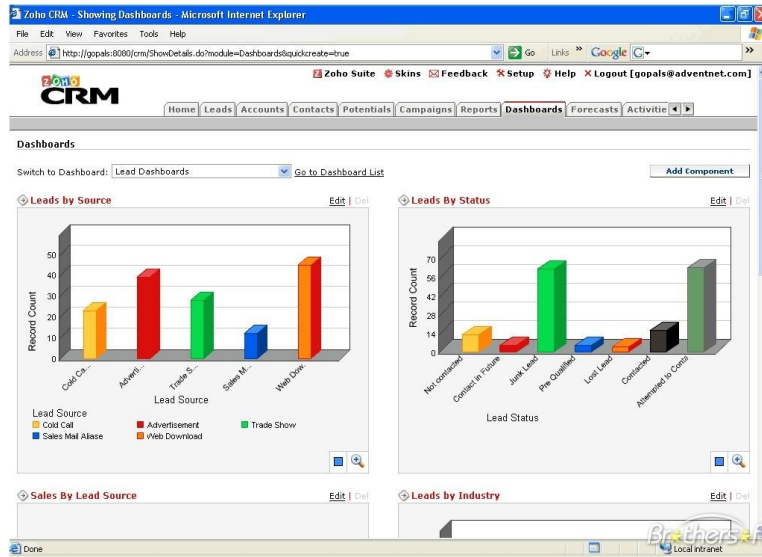 Zoho CRM - Showing Dashboards - Microsoft Internet Explorer
File Edit View Favorites Tools Help
Address http://gopals:8080/crm/ShowDetails.do?module=Dashboards&quickcreate=true Go Links » Google G »
Zoho Suite Skins Feedback Setup Help Logout [gopals@adventnet.com]
ZOHO
CRM
Home Leads Accounts Contacts Potentials Campaigns Reports Dashboards Forecasts Activitie
Dashboards
Switch to Dashboard: Lead Dashboards Go to Dashboard List Add Component
Leads by Source Edit | Del
50
40
30
20
10
0
Record Count
Cold Ca... Adverti... Trade S... Sales M... Web Dow...
Lead Source
Lead Source
Cold Call Advertisement Trade Show
Sales Mail Aliase Web Download
Leads By Status Edit | Del
70
56
42
28
14
0
Record Count
Not contacted Contact in Future Junk Lead Pre Qualified Lost Lead Contacted Attempted to Conta
Lead Status
Sales By Lead Source Edit | Del
Leads by Industry Edit | Del
Done Local intranet